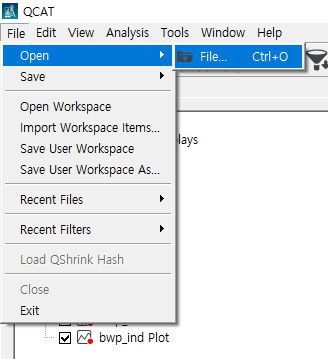 QCAT
File Edit View Analysis Tools Window Help
Open File... Ctrl+O
Save
Open Workspace
Import Workspace Items...
Save User Workspace
Save User Workspace As...
Recent Files
Recent Filters
Load QShrink Hash
Close
Exit
bwp_ind Plot